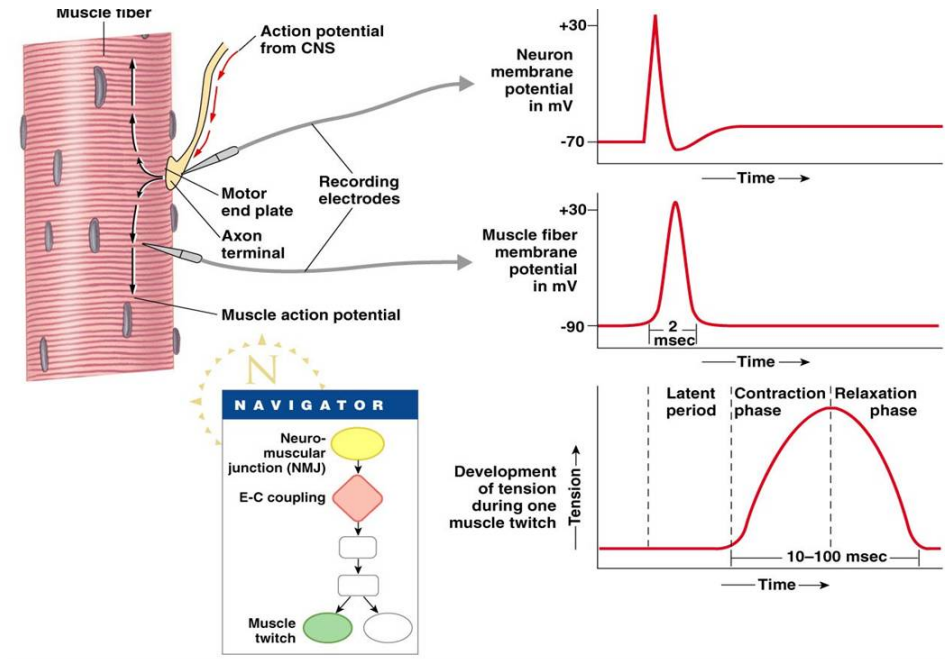 Muscle fiber
Action potential
from CNS
Motor
end plate
Axon
terminal
Recording
electrodes
Muscle action potential
+30
Neuron
membrane
potential
in mV
-70
Time
+30
Muscle fiber
membrane
potential
in mV
-90
2
msec
Time
Latent
period
Contraction
phase
Relaxation
phase
Development
of tension
during one
muscle twitch
Tension
10–100 msec
Time
N
NAVIGATOR
Neuro-
muscular
junction (NMJ)
E-C coupling
Muscle
twitch